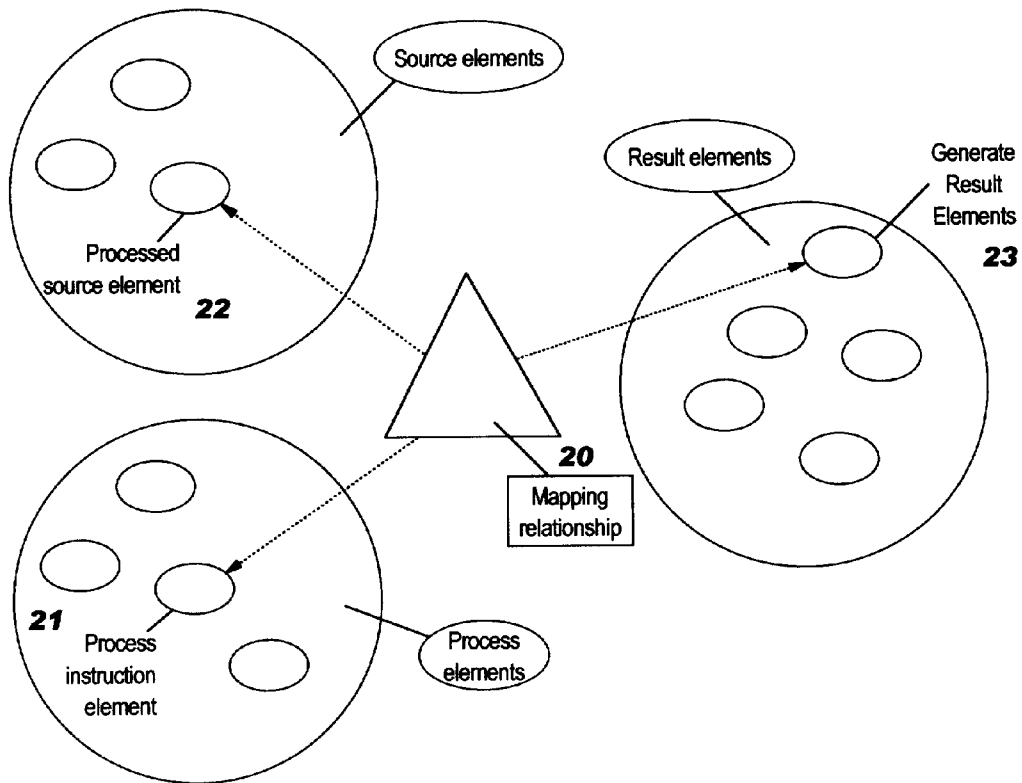 Source elements
Processed
source element
22
Result elements
Generate
Result
Elements
23
20
Mapping
relationship
21
Process
instruction
element
Process
elements